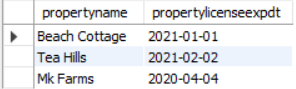 propertyname propertylicenseexpdt
Beach Cottage 2021-01-01
Tea Hills 2021-02-02
Mk Farms 2020-04-04